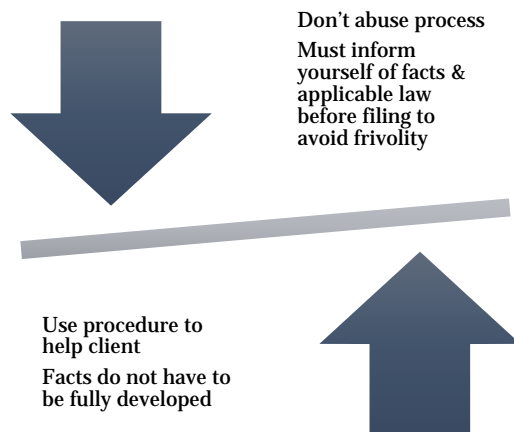 Don’t abuse process
Must inform
yourself of facts &
applicable law
before filing to
avoid frivolity
Use procedure to
help client
Facts do not have to
be fully developed